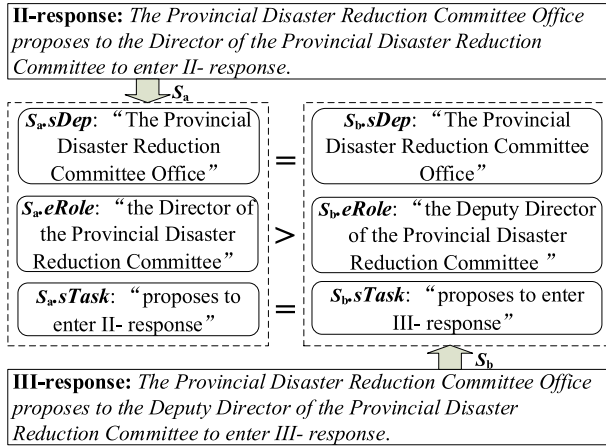 II-response: The Provincial Disaster Reduction Committee Office
proposes to the Director of the Provincial Disaster Reduction
Committee to enter II- response.
Sa
Sa.sDep: “The Provincial
Disaster Reduction
Committee Office”
=
Sb.sDep: “The Provincial
Disaster Reduction Committee
Office”
Sa.eRole: “the Director of
the Provincial Disaster
Reduction Committee”
>
Sb.eRole: “the Deputy Director
of the Provincial Disaster
Reduction Committee ”
Sa.sTask: “proposes to
enter II- response”
=
Sb.sTask: “proposes to enter
III- response”
Sb
III-response: The Provincial Disaster Reduction Committee Office
proposes to the Deputy Director of the Provincial Disaster
Reduction Committee to enter III- response.